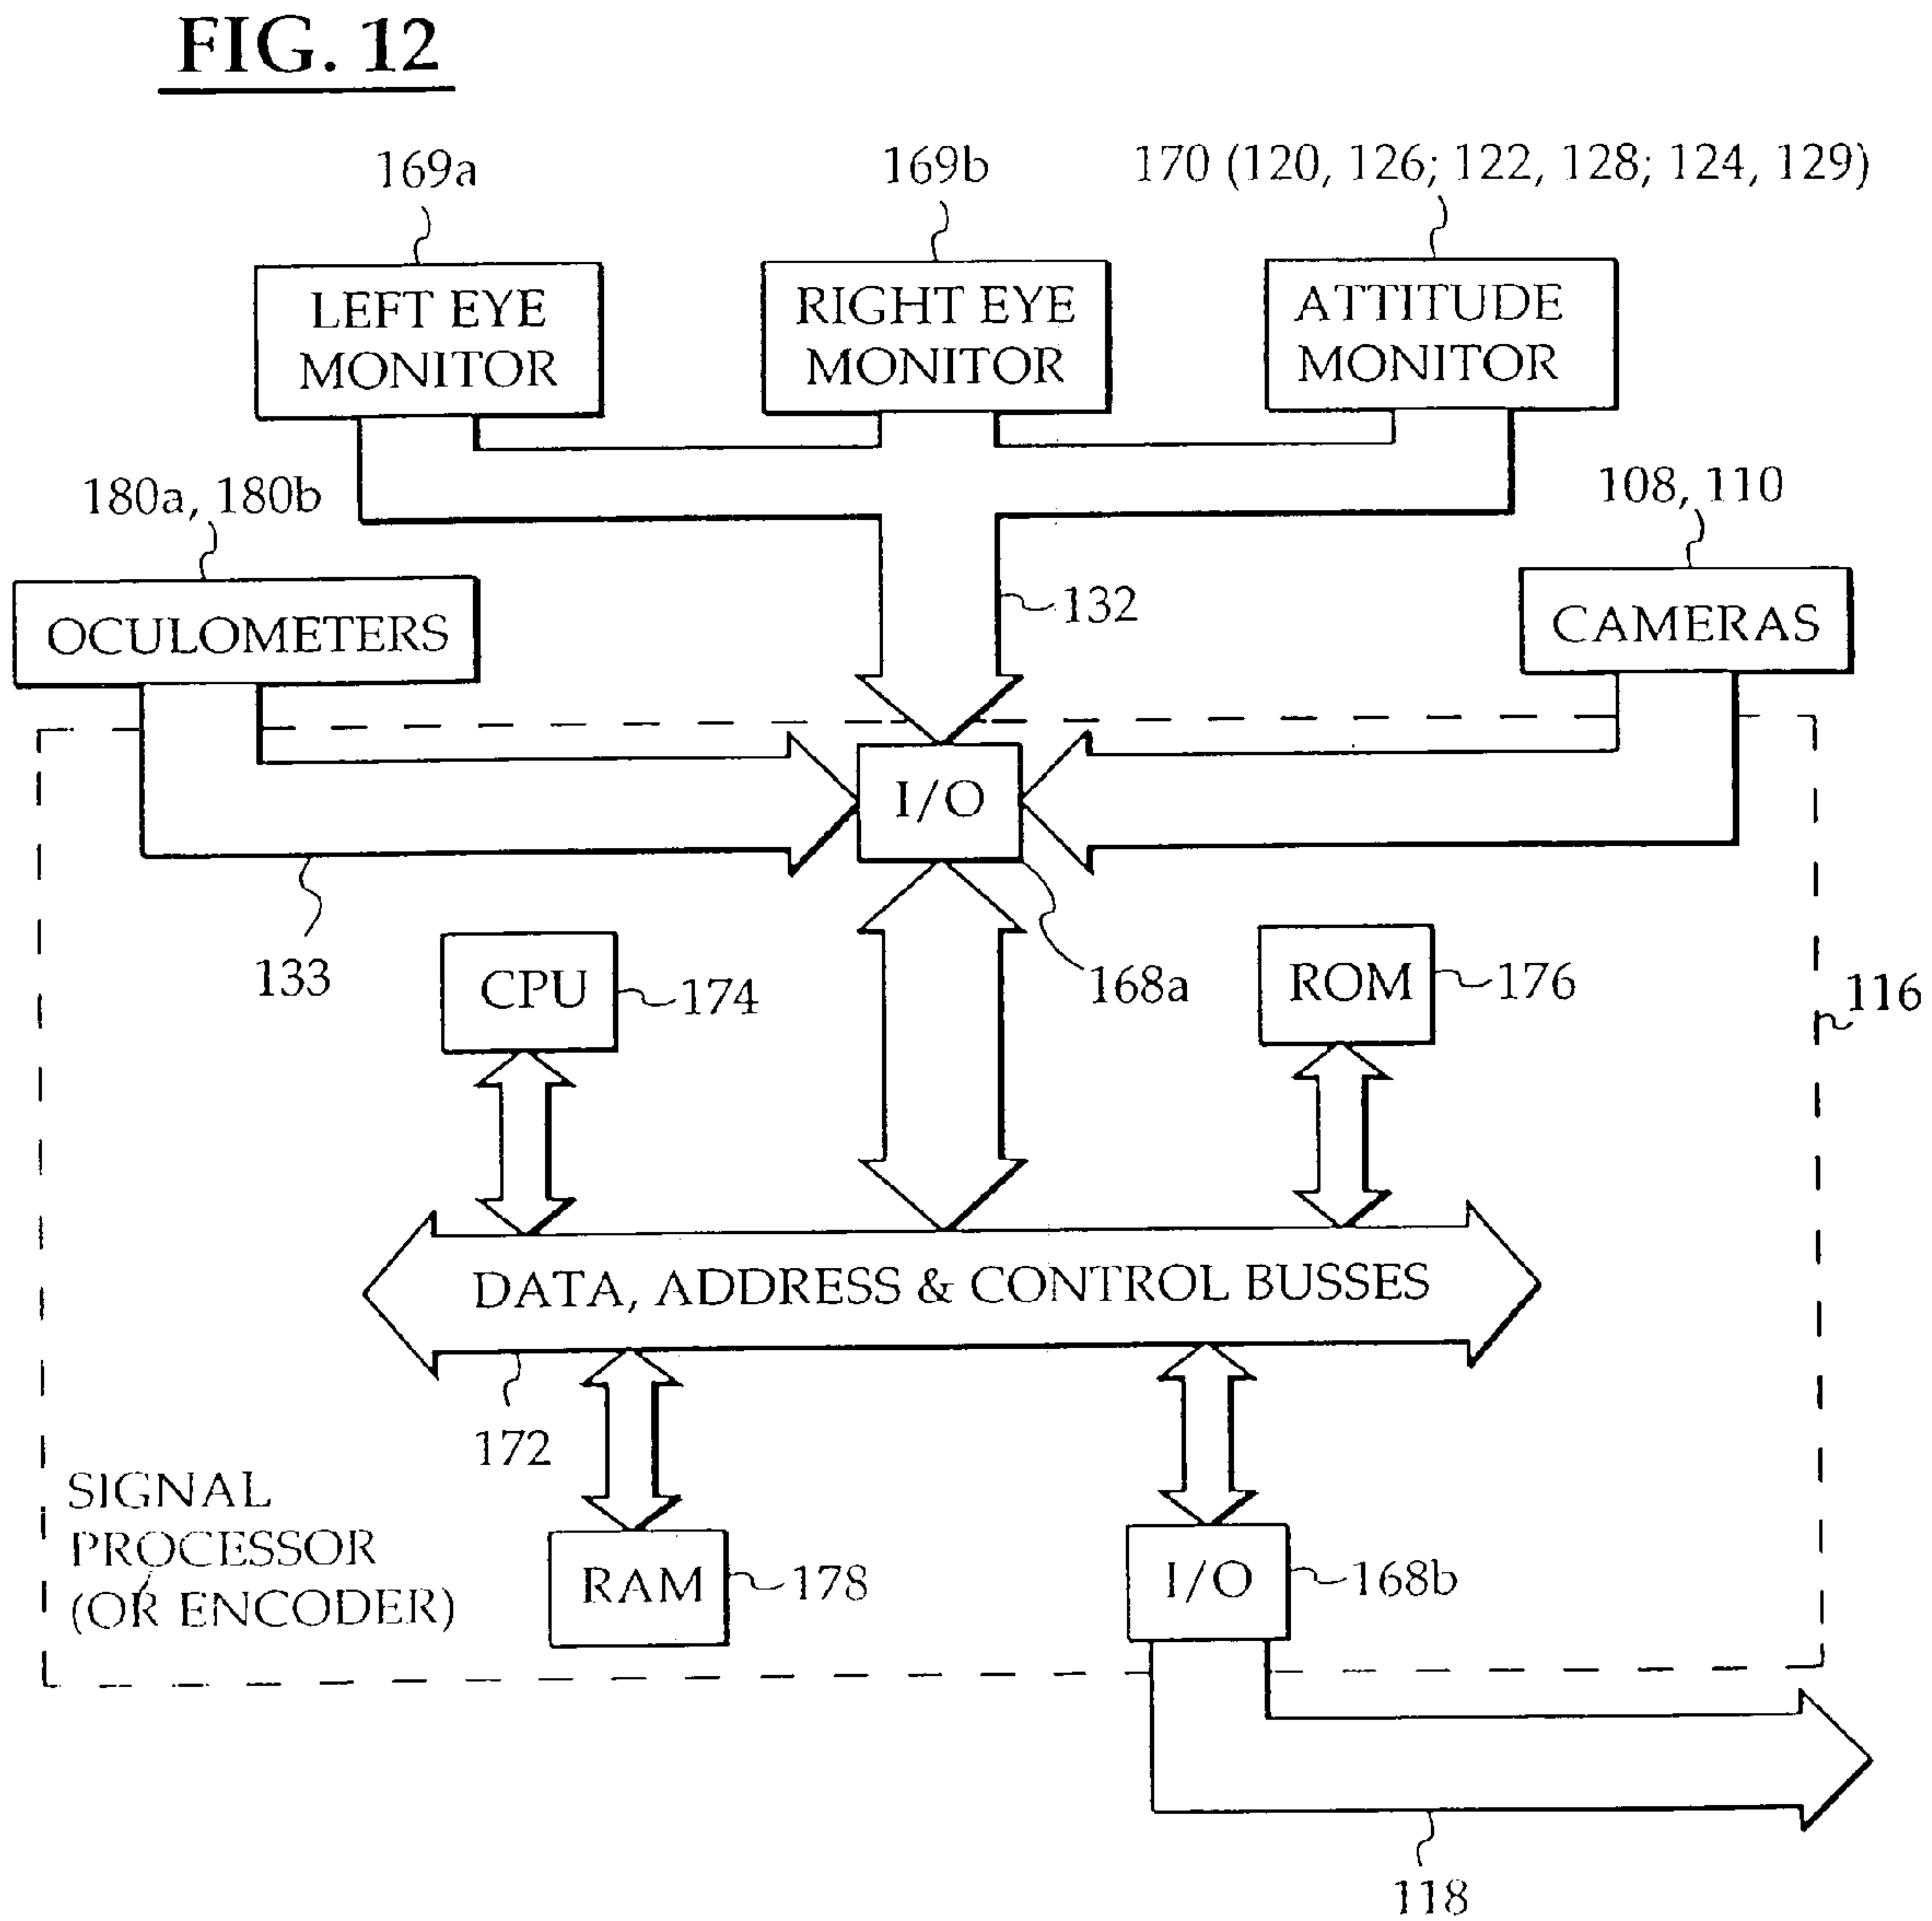 FIG. 12
169a
169b
170 (120, 126; 122, 128; 124, 129)
LEFT EYE
MONITOR
RIGHT EYE
MONITOR
ATTITUDE
MONITOR
180a, 180b
108, 110
132
OCULOMETERS
CAMERAS
I/O
133
CPU
174
168a
ROM
176
116
DATA, ADDRESS & CONTROL BUSSES
172
SIGNAL
PROCESSOR
(OR ENCODER)
RAM
178
I/O
168b
118